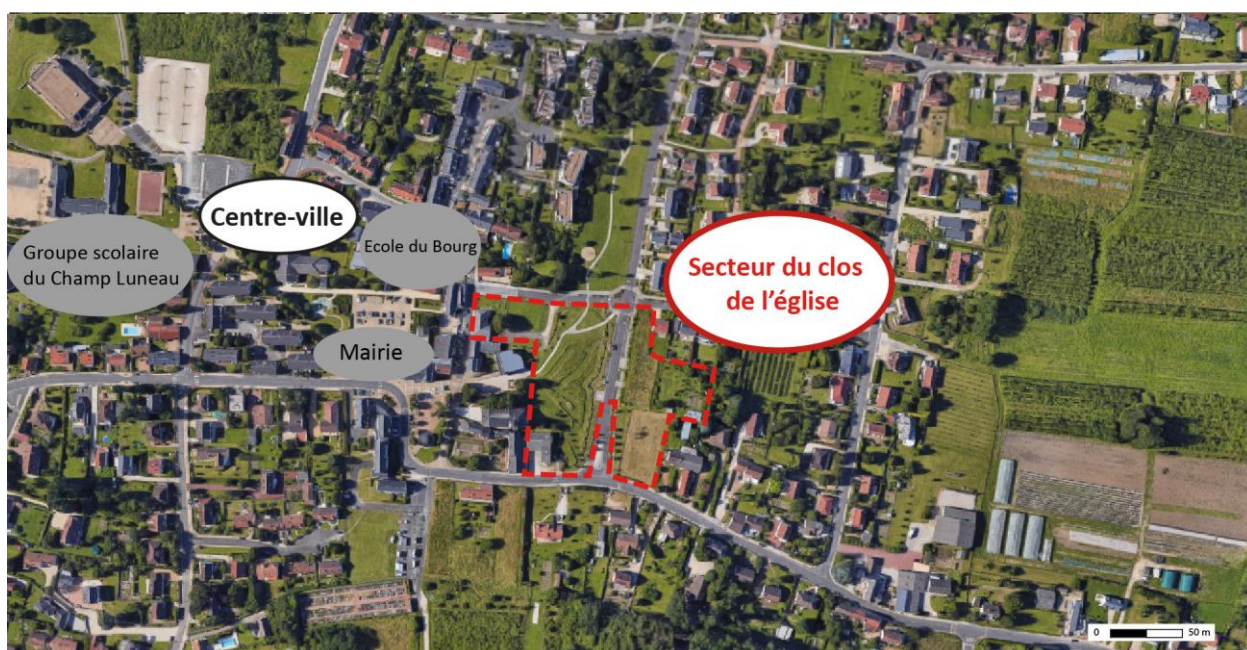 Centre-ville
Ecole du Bourg
Groupe scolaire
du Champ Luneau
Secteur du clos
de l'église
Mairie
0 50 m